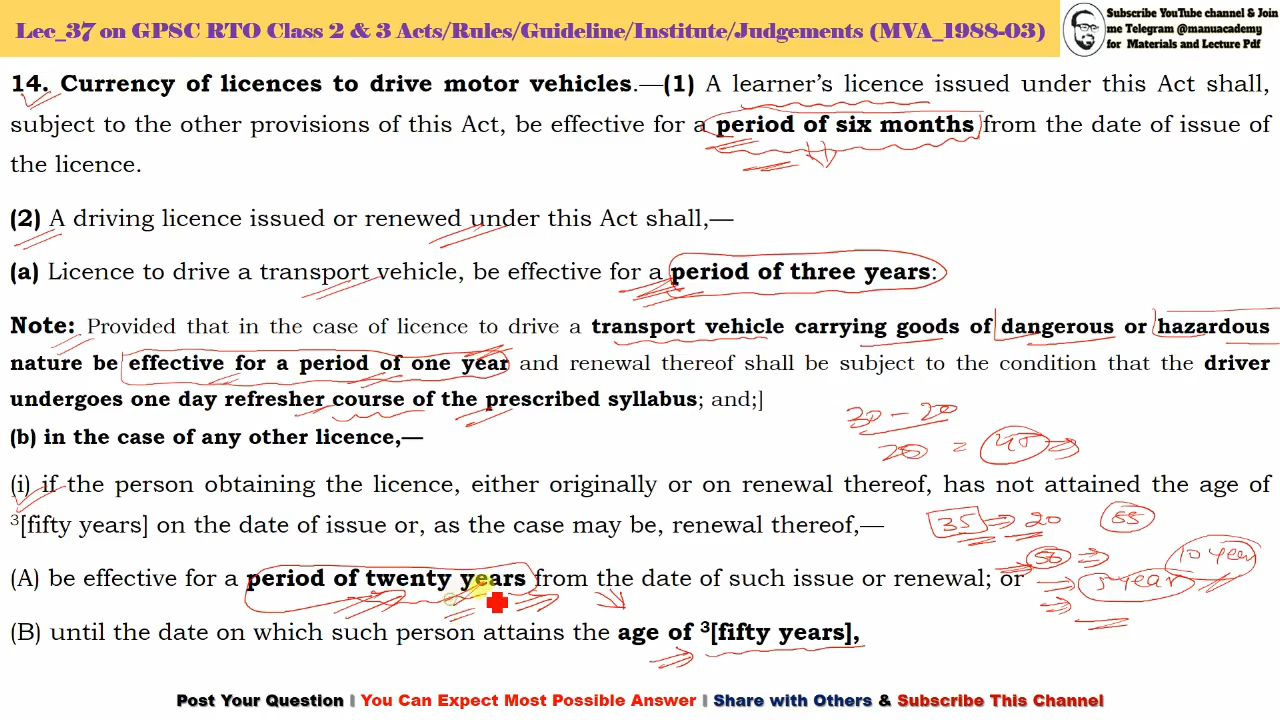 Lec_37 on GPSC RTO Class 2 & 3 Acts/Rules/Guideline/Institute/Judgements (MVA_1988-03)
Subscribe YouTube channel & Join
me Telegram @manuacademy
for Materials and Lecture Pdf
14. Currency of licences to drive motor vehicles.—(1) A learner's licence issued under this Act shall,
subject to the other provisions of this Act, be effective for a period of six months from the date of issue of
the licence.
(2) A driving licence issued or renewed under this Act shall,—
(a) Licence to drive a transport vehicle, be effective for a period of three years:
Note: Provided that in the case of licence to drive a transport vehicle carrying goods of dangerous or hazardous
nature be effective for a period of one year and renewal thereof shall be subject to the condition that the driver
undergoes one day refresher course of the prescribed syllabus; and;]
30 – 20
(b) in the case of any other licence,—
20 =
(i) if the person obtaining the licence, either originally or on renewal thereof, has not attained the age of
3[fifty years] on the date of issue or, as the case may be, renewal thereof,—
35 20 55
10 year
(A) be effective for a period of twenty years from the date of such issue or renewal; or
5 year
(B) until the date on which such person attains the age of 3[fifty years],
Post Your Question | You Can Expect Most Possible Answer | Share with Others & Subscribe This Channel